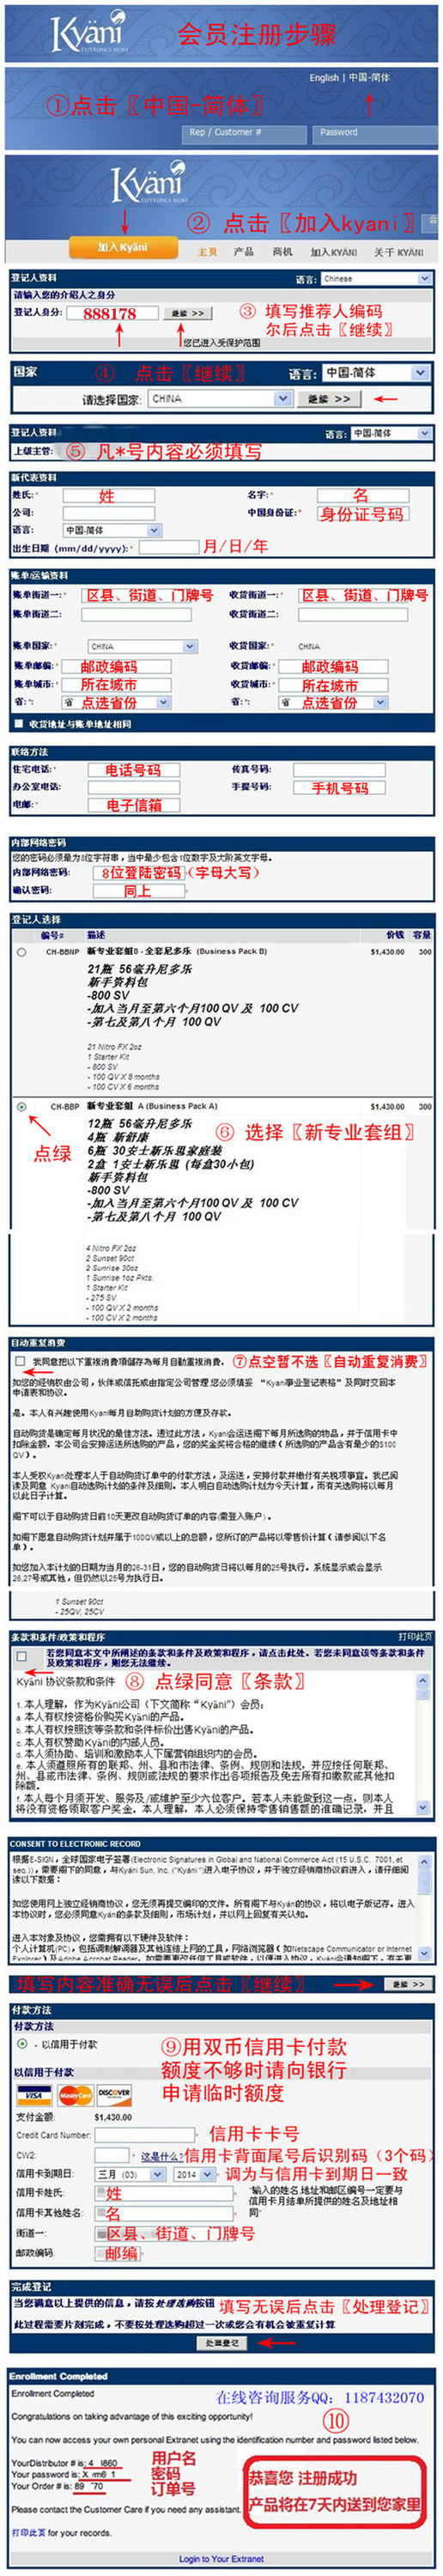 Kyäni
EXPERIENCE MORE
会员注册步骤
English | 中国-简体
①点击〖中国-简体〗
Rep / Customer #
Password
Kyäni
EXPERIENCE MORE
② 点击〖加入kyani〗
加入Kyäni
主页 产品 商机 加入KYÄNI 关于 KYÄNI
登记人资料
语言: Chinese
请输入您的介绍人之身分
登记人身分: 888178 继续 >>
③ 填写推荐人编码
尔后点击〖继续〗
您已进入受保护范围
国家
④ 点击〖继续〗
语言: 中国-简体
请选择国家: CHINA 继续 >>
登记人资料
语言: 中国-简体
上级主管:
⑤ 凡*号内容必须填写
新代表资料
姓氏:* 姓 名字:* 名
公司: 中国身份证:* 身份证号码
语言: 中国-简体
出生日期 (mm/dd/yyyy):* 月/日/年
账单/运输资料
账单街道一:* 区县、街道、门牌号 收货街道一:* 区县、街道、门牌号
账单街道二: 收货街道二:
账单国家:* CHINA 收货国家:* CHINA
账单邮编:* 邮政编码 收货邮编:* 邮政编码
账单城市:* 所在城市 收货城市:* 所在城市
省:*: 省 点选省份 省:*: 省 点选省份
收货地址与账单地址相同
联络方法
住宅电话:* 电话号码 传真号码:
办公室电话: 手提号码: 手机号码
电邮:* 电子信箱
内部网络密码
您的密码必须最为8位字符串，当中最少包含1位数字及大阶英文字母。
内部网络密码: 8位登陆密码 (字母大写)
确认密码: 同上
登记人选择
编号# 描述 价钱 容量
CH-BBNP 新专业套组B - 全套尼多乐 (Business Pack B) $1,430.00 300
21瓶 56毫升尼多乐
新手资料包
-800 SV
-加入当月至第六个月100 QV 及 100 CV
-第七及第八个月 100 QV
21 Nitro FX 2oz
1 Starter Kit
- 800 SV
- 100 QV X 8 months
- 100 CV X 6 months
CH-BBP 新专业套组 A (Business Pack A) $1,430.00 300
点绿
⑥ 选择〖新专业套组〗
12瓶 56毫升尼多乐
4瓶 新舒康
6瓶 30安士新乐思家庭装
2盒 1安士新乐思 (每盒30小包)
新手资料包
-800 SV
-加入当月至第六个月100 QV 及 100 CV
-第七及第八个月 100 QV
4 Nitro FX 2oz
2 Sunset 90ct
2 Sunrise 30oz
1 Sunrise 1oz Pkts.
1 Starter Kit
- 275 SV
- 100 QV X 2 months
- 100 CV X 2 months
自动重复消费
我同意把以下重複消費項儲存為每月自動重複消費。
⑦点空暂不选〖自动重复消费〗
如您的经销权由公司，伙伴或信托或由指定公司管理.您必须填妥 “Kyani事业登记表格”及同时交回本
申请表和协议。
是。本人有兴趣使用Kyani每月自助购货计划的方便及存款。
自动购货是确定每月状况的最佳方法。透过此方法，Kyani会运送阁下每月所选购的物品，并于信用卡中
扣除金额。本公司会安排运送所选购的产品，您的奖金奖将合格的继续（所选购的产品含有最少的$100
QV）。
本人受权Kyani处理本人于自动购货订单中的付款方法，及运送，安排付款并缴付有关税项事宜。我已阅
读及同意 Kyani自动选购计划的条件及细则。本人明白自动选购计划为今天计算，而有关选购将以每月
以此日子计算。
阁下可以于自动购货日前10天更改自动购货订单的内容(需登入账户)。
如阁下愿意自动购货计划并属于100QV或以上的总额，您所订的产品将以零售价计算（请参阅以下名
单）。
如您加入本计划的日期为当月的26-31日，您的自动购货日将以每月的25号执行。系统显示或会显示
26,27号或其他，但仍然以25号为执行日。
1 Sunset 90ct
- 25QV, 25CV
条款和条件/政策和程序 打印此页
若您同意本文中所阐述的条款和条件及政策和程序，请点击此处。若您未同意该等条款和条件
及政策和程序，则您无法继续。
⑧ 点绿同意〖条款〗
Kyäni 协议条款和条件
1. 本人理解，作为Kyäni公司（下文简称“Kyäni”）会员:
a. 本人有权按资格价购买Kyäni的产品。
b. 本人有权按照该等条款和条件标价出售Kyäni的产品。
c. 本人有权赞助Kyäni的内部人员。
d. 本人须协助、培训和激励本人下属营销组织内的会员。
e. 本人须遵照所有的联邦、州、县和市法律、条例、规则和法规，并应按任何联邦、
州、县或市法律、条例、规则或法规的要求作出各项报告及免去所有扣缴款或其他扣
除额。
f. 本人每个月须开发、服务及/或维护至少六位客户。若本人未能做到这一点，则本人
将没有资格领取客户奖金。本人理解，本人必须保持零售销售额的准确记录，并且
CONSENT TO ELECTRONIC RECORD
根据E-SIGN，全球国家电子签署(Electronic Signatures in Global and National Commerce Act (15 U.S.C. 7001, et
seq.))，需要阁下的同意，与Kyäni Sun, Inc. ("Kyäni")进入电子协议，并于独立经销商协议前进入，请仔细阅
读以下数据：
如您使用网上独立经销商协议，您无须再提交编印的文件。所有阁下与Kyäni的协议，将以电子版记存。进入
本协议时，您必须同意Kyäni的条款及细则，市场计划，并以网上回复有关认知。
进入本对象及协议，您需拥有以下硬件及软件：
个人计算机(PC)，包括调制解调器及其他连结上网的工具，网络浏览器（如Netscape Communicator or Internet
填写内容准确无误后点击〖继续〗 继续 >>
付款方法
付款方法
- 以信用于付款
⑨用双币信用卡付款
额度不够时请向银行
申请临时额度
以信用于付款
VISA MasterCard DISCOVER
支付金额: $1,430.00
Credit Card Number: 信用卡卡号
CW2: 这是什么? 信用卡背面尾号后识别码（3个码）
信用卡到期日: 三月 (03) 2014 调为与信用卡到期日一致
信用卡姓氏: 姓
信用卡其他姓名: 名
"输入的姓名地址和邮区编号一定要与
信用卡月结单所提供的姓名及地址相
同"
街道一: 区县、街道、门牌号
邮政编码: 邮编
完成登记
当您满意以上提供的信息，请按处理选购按钮 填写无误后点击〖处理登记〗
此过程需要片刻完成，不要按处理选购超过一次或您会有机会被重复计算
处理登记
Enrollment Completed
Enrollment Completed
在线咨询服务QQ：1187432070
Congratulations on taking advantage of this exciting opportunity!
⑩
You can now access your own personal Extranet using the identification number and password listed below.
YourDistributor # is: 4 860 用户名
Your password is: X m6 1 密码
Your Order # is: 89 70 订单号
恭喜您 注册成功
产品将在7天内送到您家里
Please contact the Customer Care if you need any assistant.
打印此页 for your records.
Login to Your Extranet